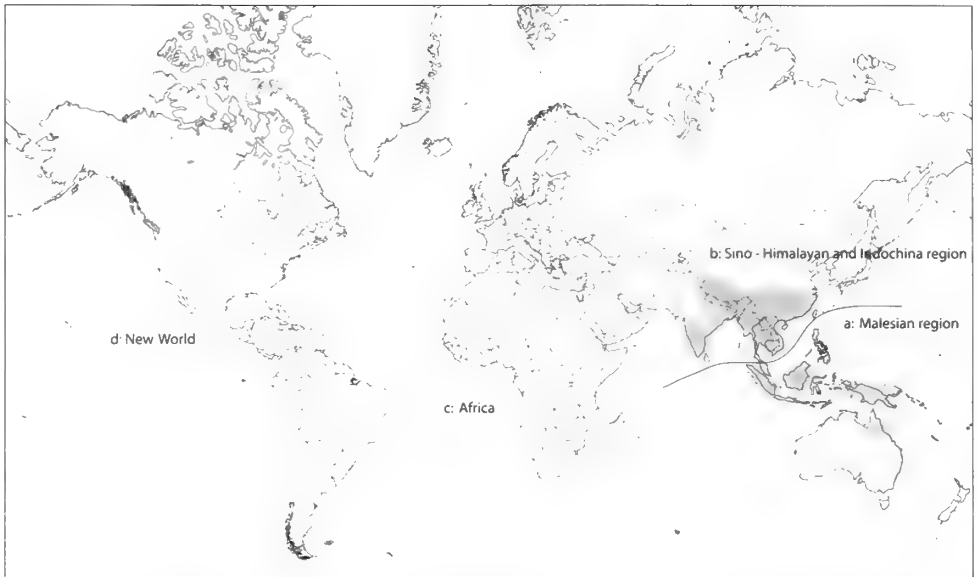 b: Sino - Himalayan and Indochina region
a: Malesian region
d: New World
c: Africa